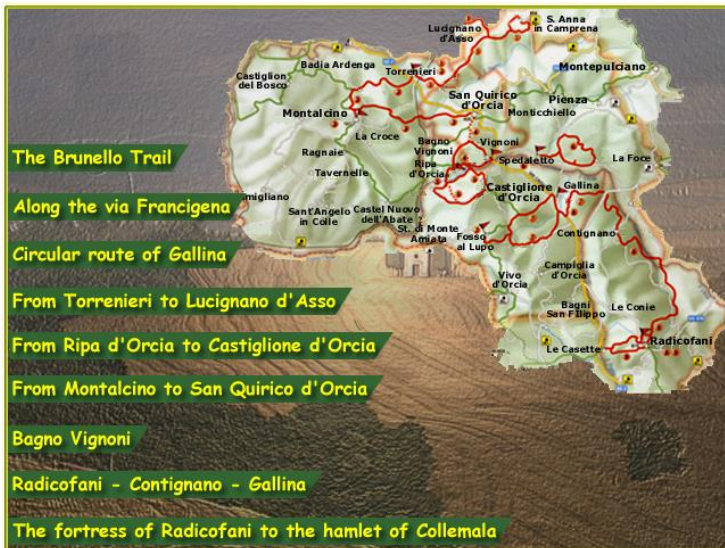 Lucignano
d'Asso
S. Anna
in Camprena
Badia Ardenga
Torrenieri
Castiglion
del Bosco
Montepulciano
San Quirico
d'Orcia
Pienza
Montalcino
Monticchiello
La Croce
Bagno
Vignoni
Vignoni
Ragnaie
Ripa
d'Orcia
Spedaletto
La Foce
Tavernelle
Castiglione
d'Orcia
Gallina
Sant'Angelo
in Colle
Castel Nuovo
dell'Abate
St. di Monte
Amiata
Fosso
al Lupo
Contignano
Vivo
d'Orcia
Campiglia
d'Orcia
Bagni
San Filippo
Le Conie
Le Casette
Radicofani
The Brunello Trail
Along the via Francigena
Circular route of Gallina
From Torrenieri to Lucignano d'Asso
From Ripa d'Orcia to Castiglione d'Orcia
From Montalcino to San Quirico d'Orcia
Bagno Vignoni
Radicofani - Contignano - Gallina
The fortress of Radicofani to the hamlet of Collemala